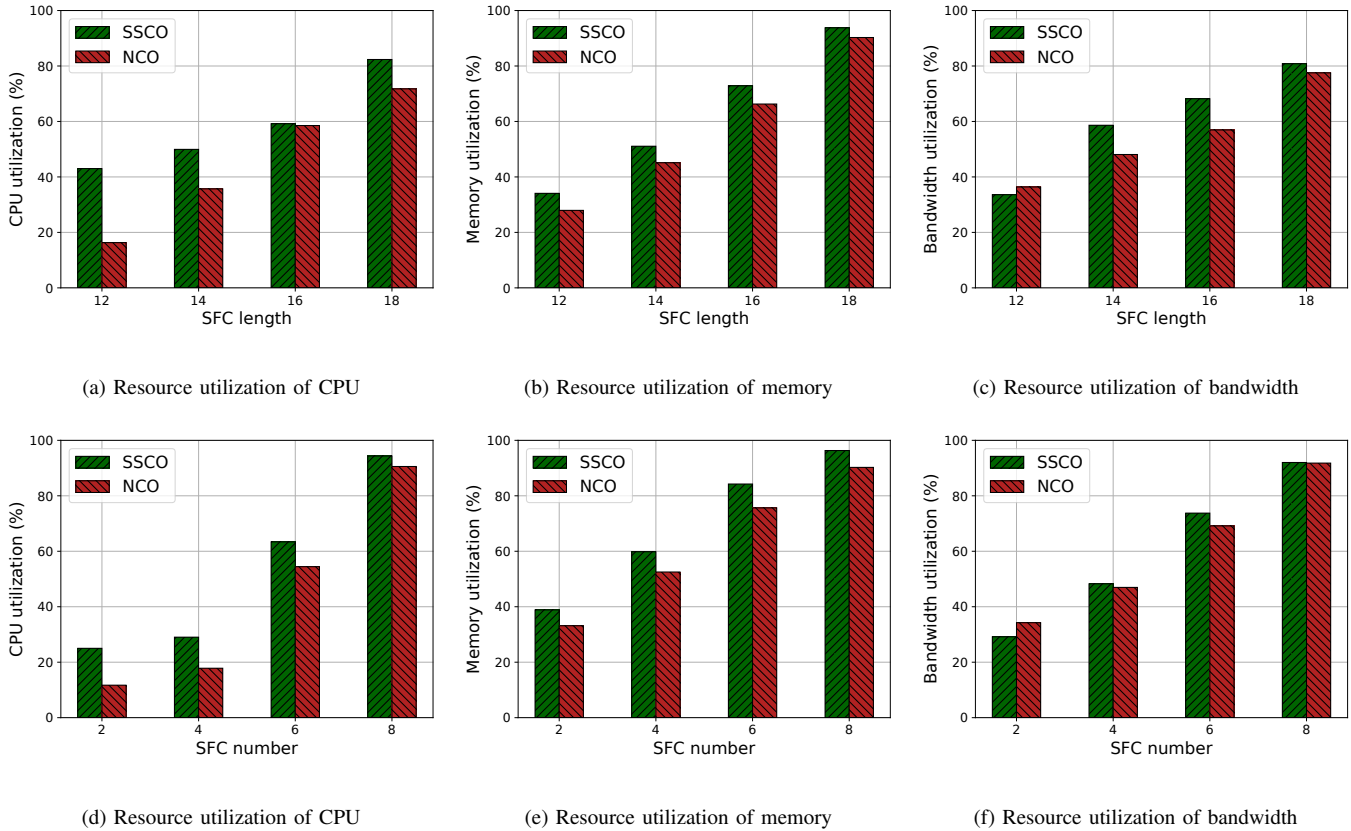 100
80
60
40
20
0
CPU utilization (%)
SSCO
NCO
12 14 16 18
SFC length
(a) Resource utilization of CPU
100
80
60
40
20
0
Memory utilization (%)
SSCO
NCO
12 14 16 18
SFC length
(b) Resource utilization of memory
100
80
60
40
20
0
Bandwidth utilization (%)
SSCO
NCO
12 14 16 18
SFC length
(c) Resource utilization of bandwidth
100
80
60
40
20
0
CPU utilization (%)
SSCO
NCO
2 4 6 8
SFC number
(d) Resource utilization of CPU
100
80
60
40
20
0
Memory utilization (%)
SSCO
NCO
2 4 6 8
SFC number
(e) Resource utilization of memory
100
80
60
40
20
0
Bandwidth utilization (%)
SSCO
NCO
2 4 6 8
SFC number
(f) Resource utilization of bandwidth